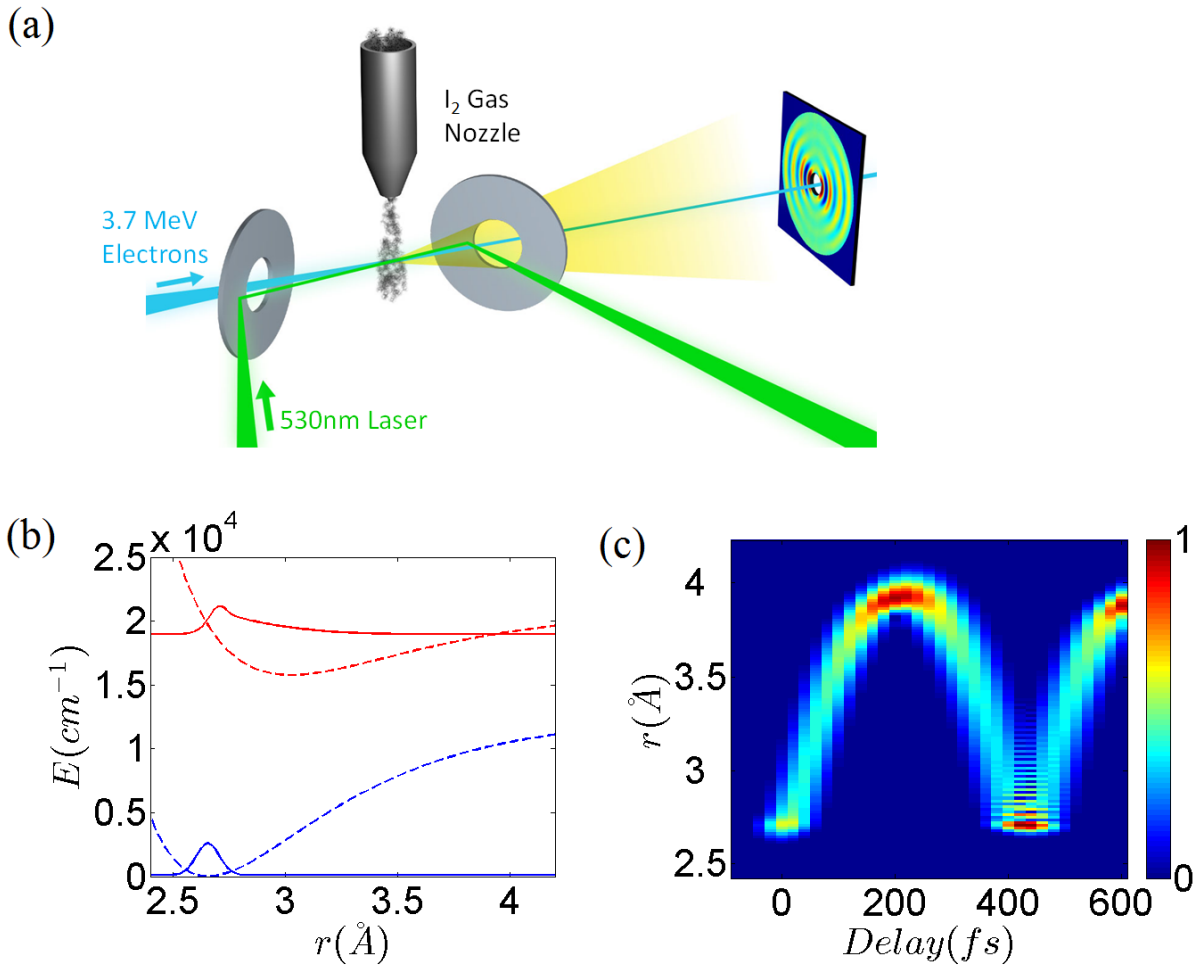 (a)
I₂ Gas
Nozzle
3.7 MeV
Electrons
530nm Laser
(b)
x 10⁴
2.5
2
1.5
1
0.5
0
E(cm⁻¹)
2.5 3 3.5 4
r(Å)
(c)
4
3.5
3
2.5
r(Å)
0 200 400 600
Delay(fs)
1
0